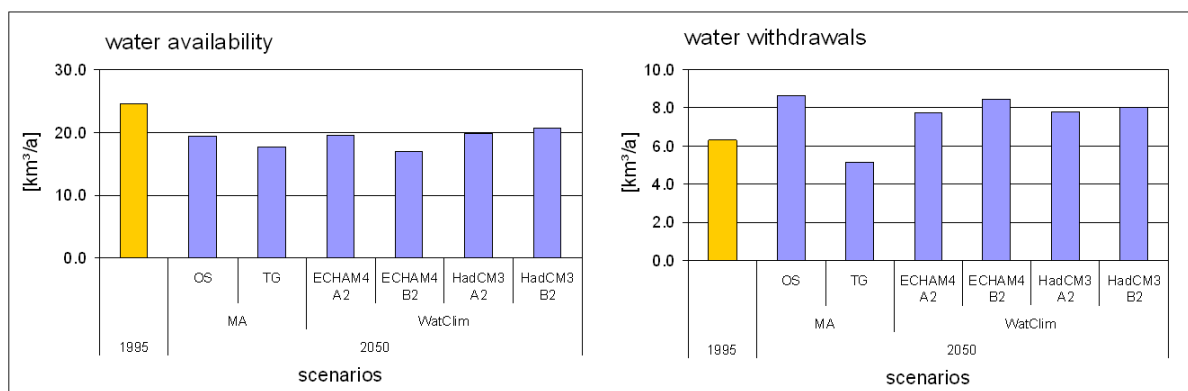 water availability
[km³/a]
30.0
20.0
10.0
0.0
OS
TG
ECHAM4
A2
ECHAM4
B2
HadCM3
A2
HadCM3
B2
MA
WatClim
1995
2050
scenarios
water withdrawals
[km³/a]
10.0
8.0
6.0
4.0
2.0
0.0
OS
TG
ECHAM4
A2
ECHAM4
B2
HadCM3
A2
HadCM3
B2
MA
WatClim
1995
2050
scenarios